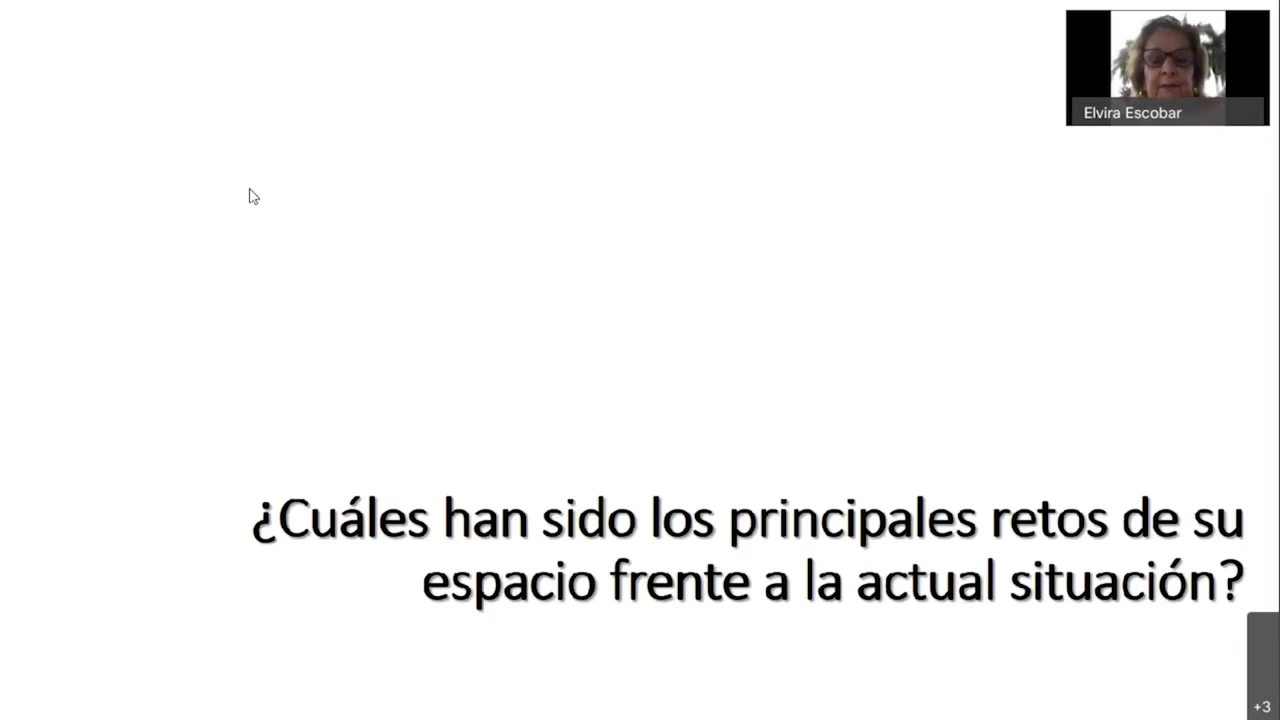 Elvira Escobar
¿Cuáles han sido los principales retos de su
espacio frente a la actual situación?
+3